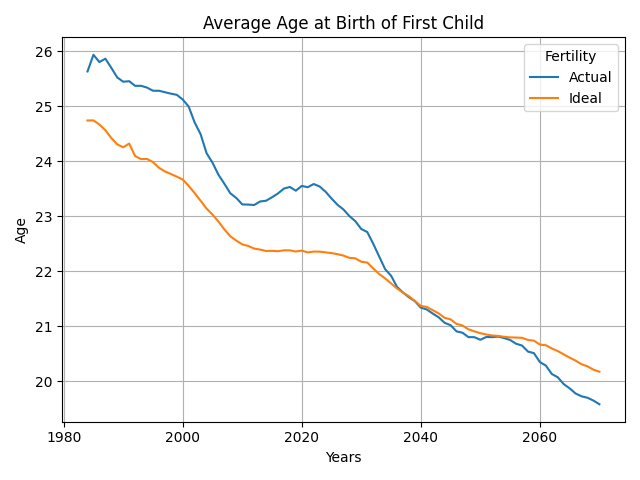 Average Age at Birth of First Child
Fertility
Actual
Ideal
26
25
24
23
22
21
20
Age
1980
2000
2020
2040
2060
Years